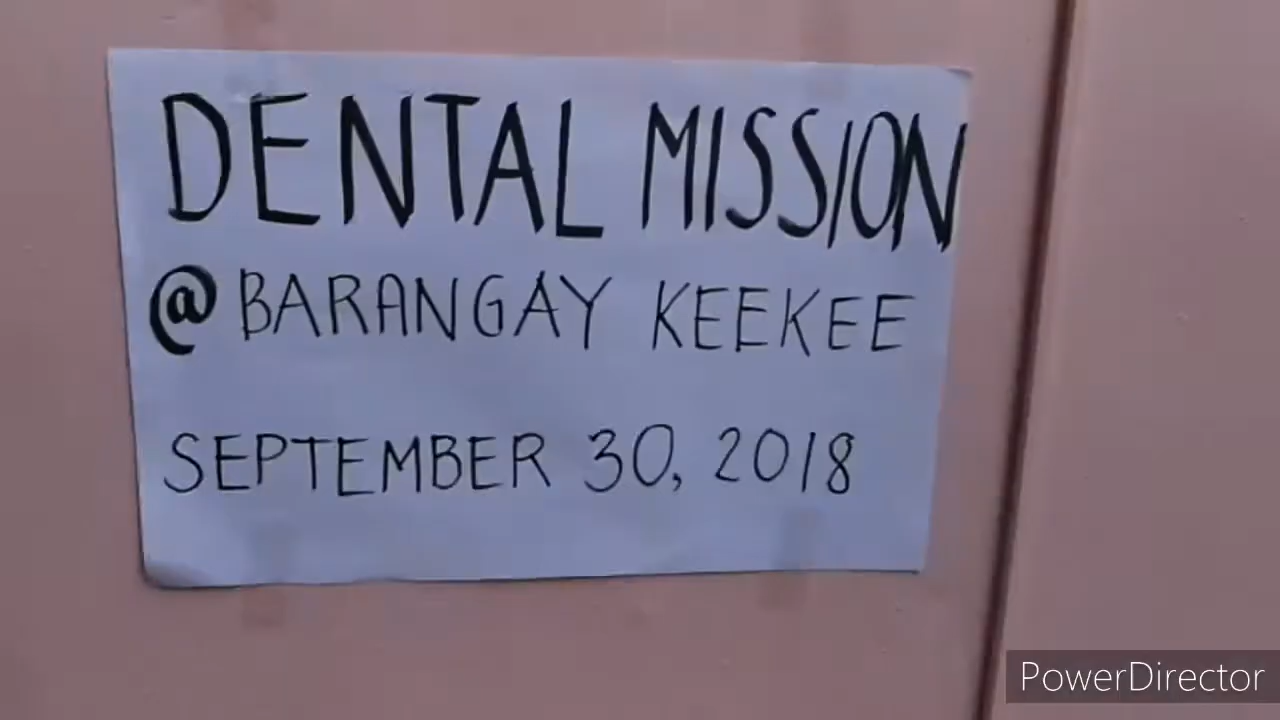 DENTAL MISSION
@ BARANGAY KEEKEE
SEPTEMBER 30, 2018
PowerDirector